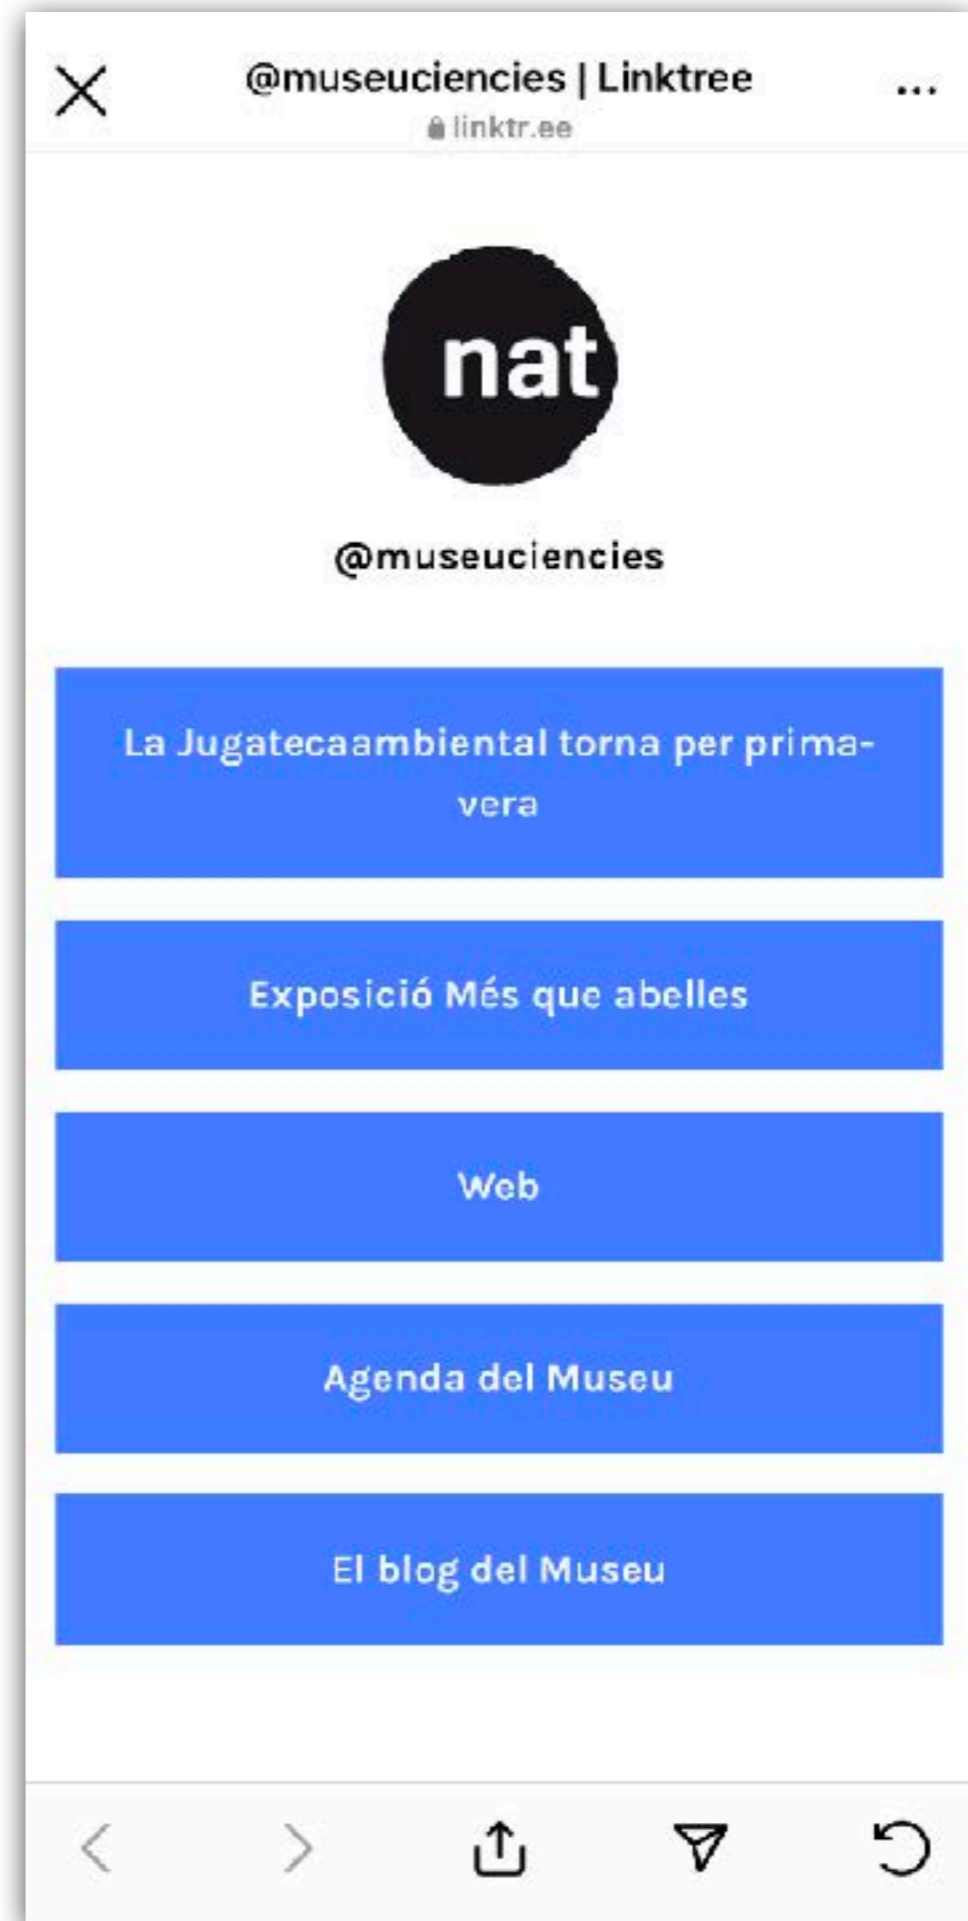 @museuciencies | Linktree
linktr.ee
nat
@museuciencies
La Jugatecaambiental torna per prima-
vera
Exposició Més que abelles
Web
Agenda del Museu
El blog del Museu